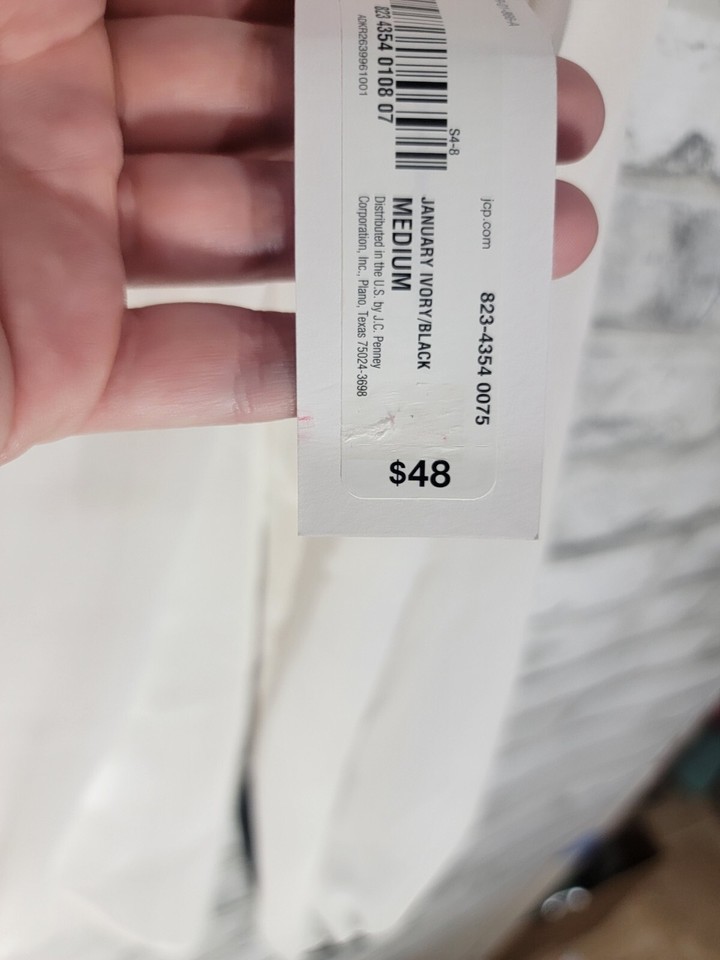 jcp.com 823-4354 0075
S4-8
JANUARY IVORY/BLACK
MEDIUM
823 4354 0108 07
Distributed in the U.S. by J.C. Penney
Corporation, Inc., Plano, Texas 75024-3698
ADKR2639961001
$48